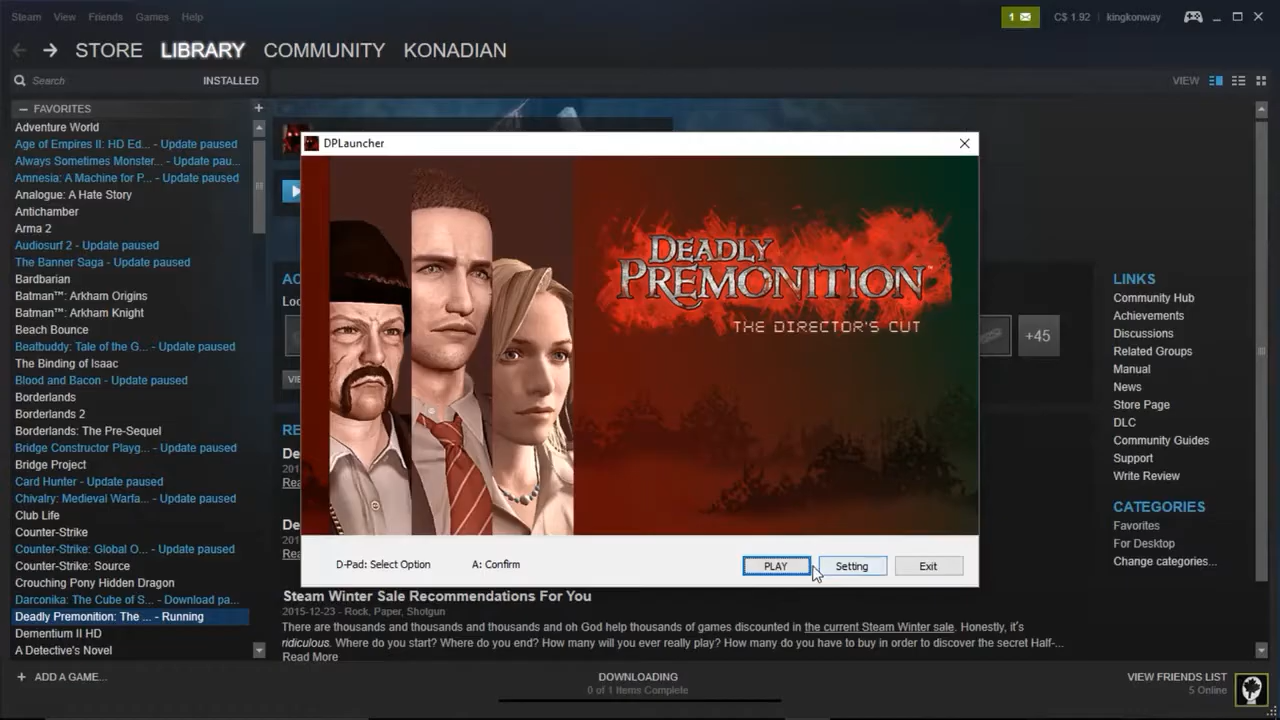 Steam View Friends Games Help
1
C$ 1.92 kingkonway
STORE LIBRARY COMMUNITY KONADIAN
Search INSTALLED
VIEW
— FAVORITES +
Adventure World
Age of Empires II: HD Ed... - Update paused
Always Sometimes Monster... - Update pau...
Amnesia: A Machine for P... - Update paused
Analogue: A Hate Story
Antichamber
Arma 2
Audiosurf 2 - Update paused
The Banner Saga - Update paused
Bardbarian
Batman™: Arkham Origins
Batman™: Arkham Knight
Beach Bounce
Beatbuddy: Tale of the G... - Update paused
The Binding of Isaac
Blood and Bacon - Update paused
Borderlands
Borderlands 2
Borderlands: The Pre-Sequel
Bridge Constructor Playg... - Update paused
Bridge Project
Card Hunter - Update paused
Chivalry: Medieval Warfa... - Update paused
Club Life
Counter-Strike
Counter-Strike: Global O... - Update paused
Counter-Strike: Source
Crouching Pony Hidden Dragon
Darconika: The Cube of S... - Download pa...
Deadly Premonition: The ... - Running
Dementium II HD
A Detective's Novel
+ ADD A GAME...
DPLauncher
DEADLY
PREMONITION™
THE DIRECTOR'S CUT
D-Pad: Select Option A: Confirm
PLAY Setting Exit
AC
Loc
+45
VIE
RE
De
201
Rea
De
201
Rea
Steam Winter Sale Recommendations For You
2015-12-23 - Rock, Paper, Shotgun
There are thousands and thousands and thousands and oh God help thousands of games discounted in the current Steam Winter sale. Honestly, it's
ridiculous. Where do you start? Where do you end? How many will you ever really play? How many do you have to buy in order to discover the secret Half-...
Read More
LINKS
Community Hub
Achievements
Discussions
Related Groups
Manual
News
Store Page
DLC
Community Guides
Support
Write Review
CATEGORIES
Favorites
For Desktop
Change categories...
DOWNLOADING
0 of 1 Items Complete
VIEW FRIENDS LIST
5 Online